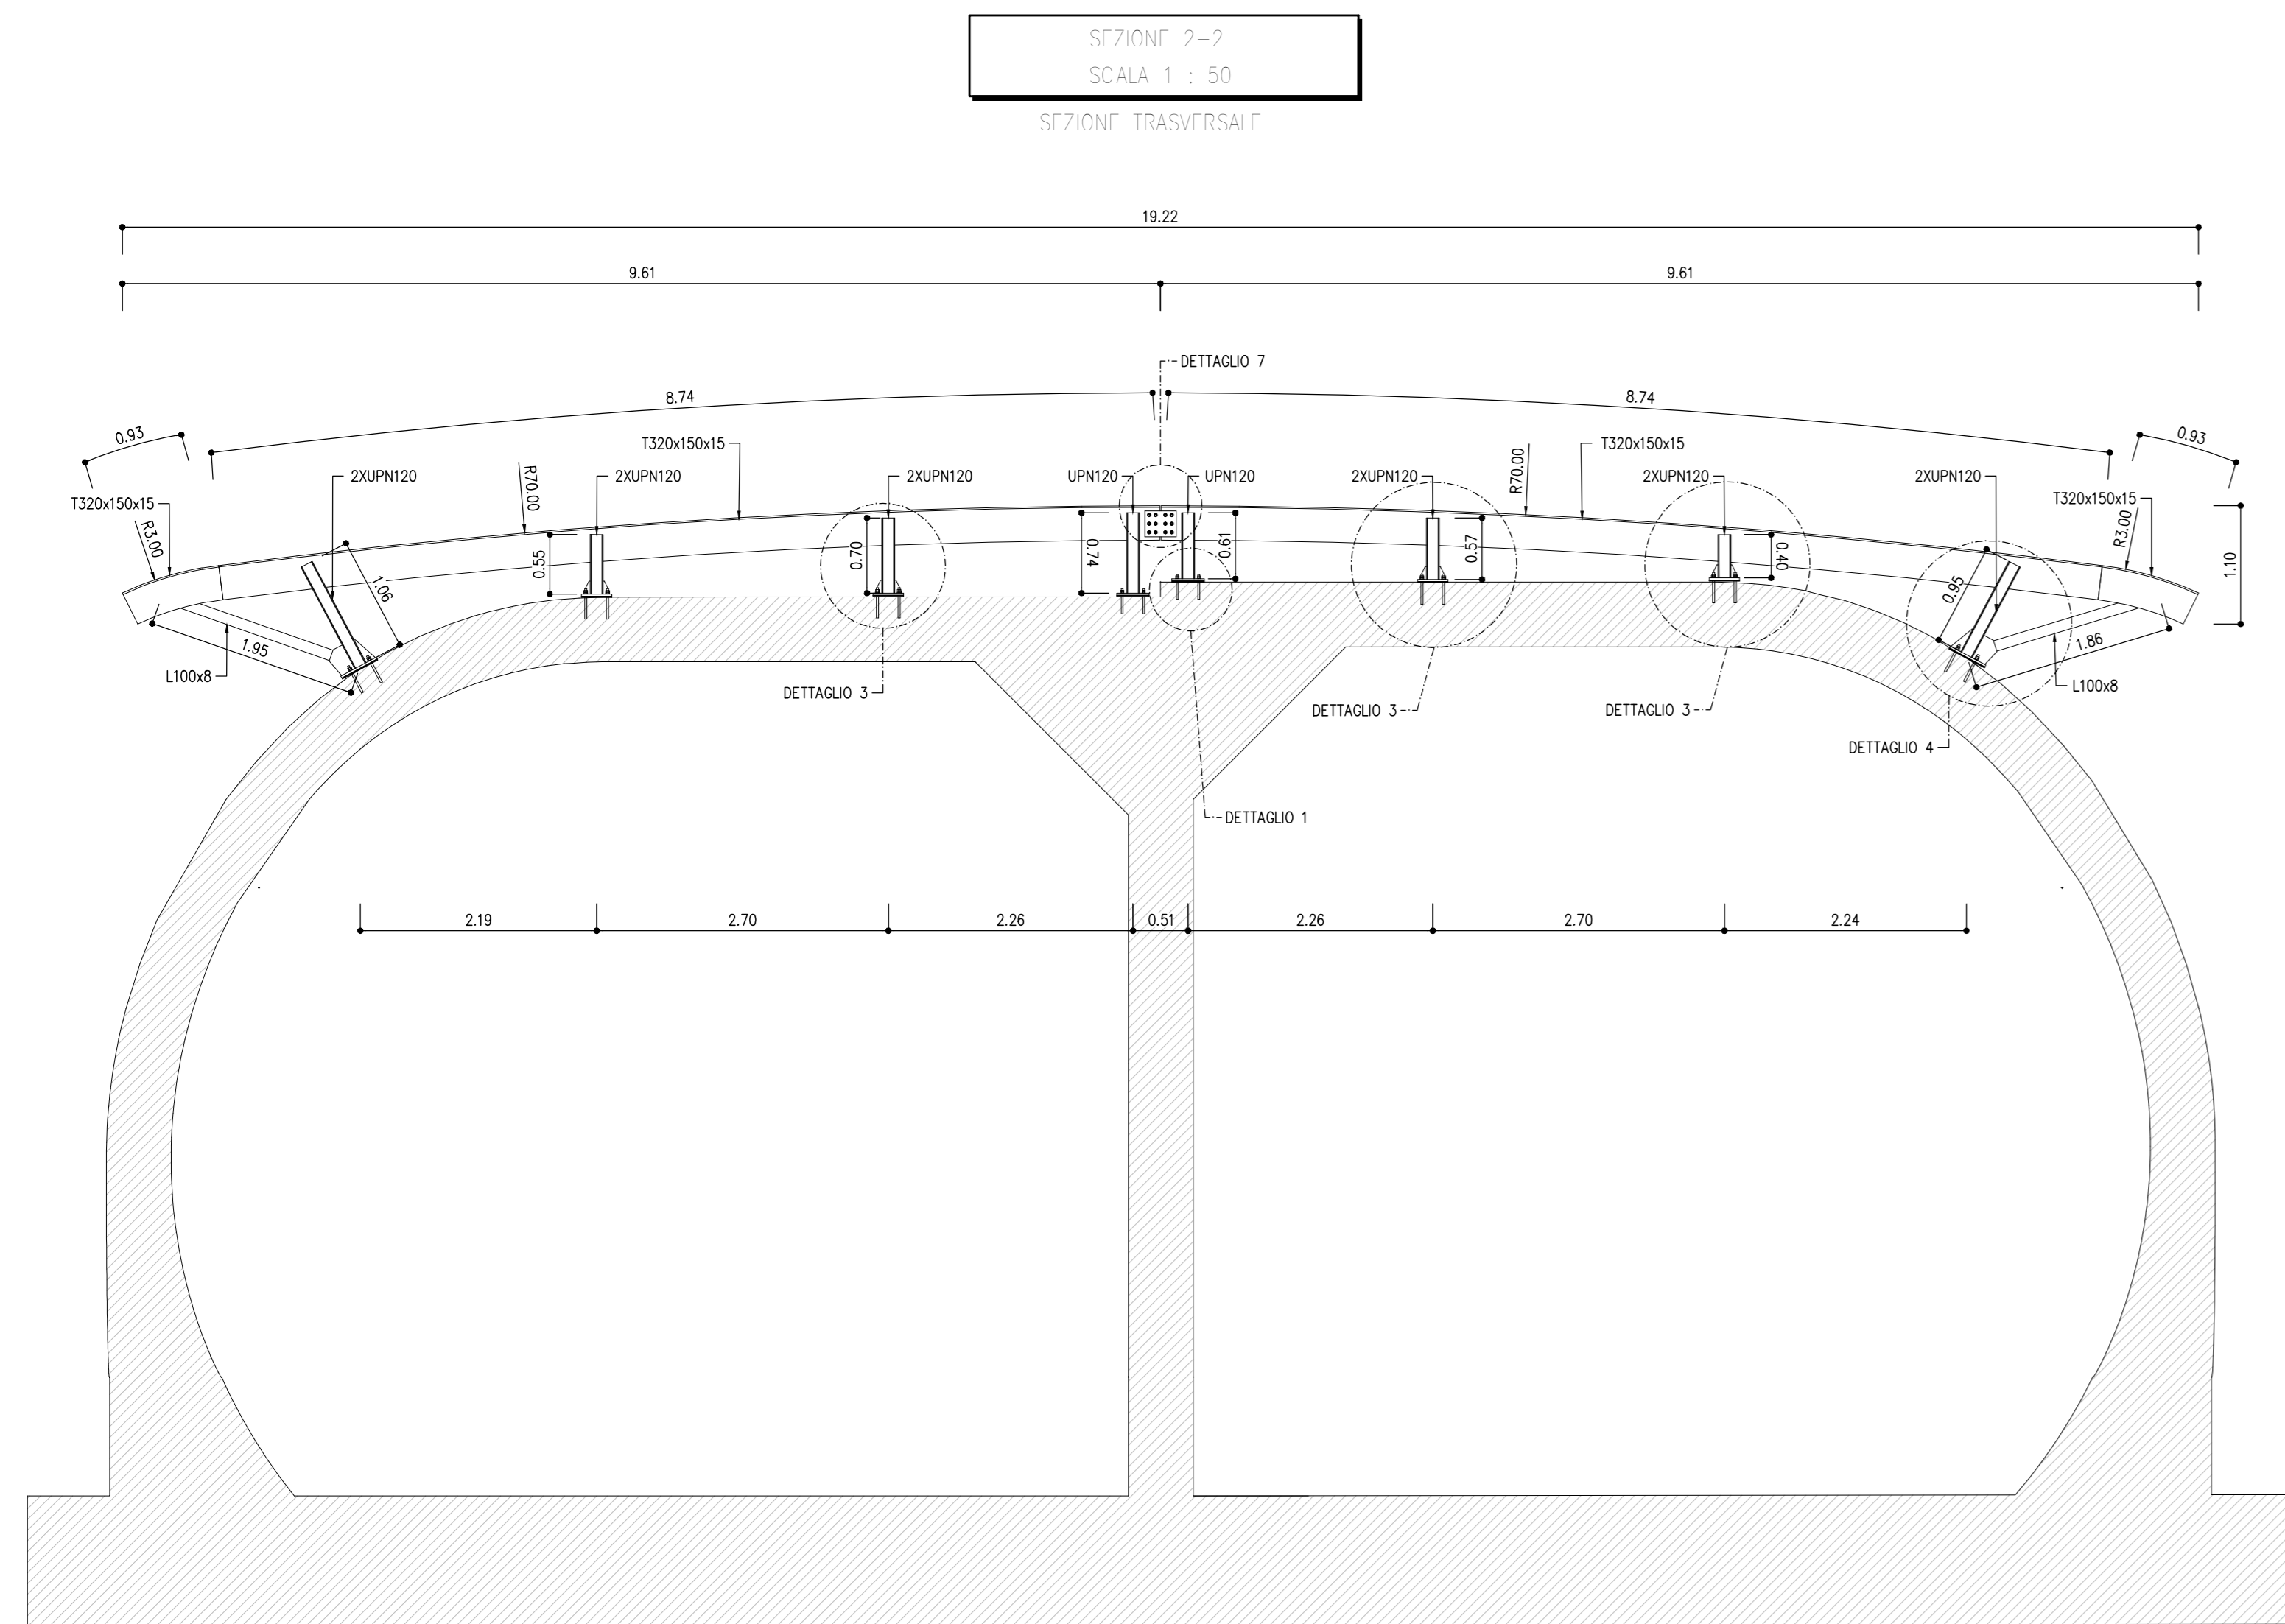 SEZIONE 2-2
SCALA 1 : 50
SEZIONE TRASVERSALE
19.22
9.61
9.61
DETTAGLIO 7
8.74
8.74
0.93
0.93
T320x150x15
T320x150x15
2XUPN120
R70.00
2XUPN120
2XUPN120
UPN120
UPN120
2XUPN120
R70.00
2XUPN120
2XUPN120
T320x150x15
T320x150x15
R3.00
R3.00
1.06
0.55
0.70
0.74
0.61
0.57
0.40
0.95
1.10
1.95
1.86
L100x8
L100x8
DETTAGLIO 3
DETTAGLIO 3
DETTAGLIO 3
DETTAGLIO 4
DETTAGLIO 1
2.19
2.70
2.26
0.51
2.26
2.70
2.24